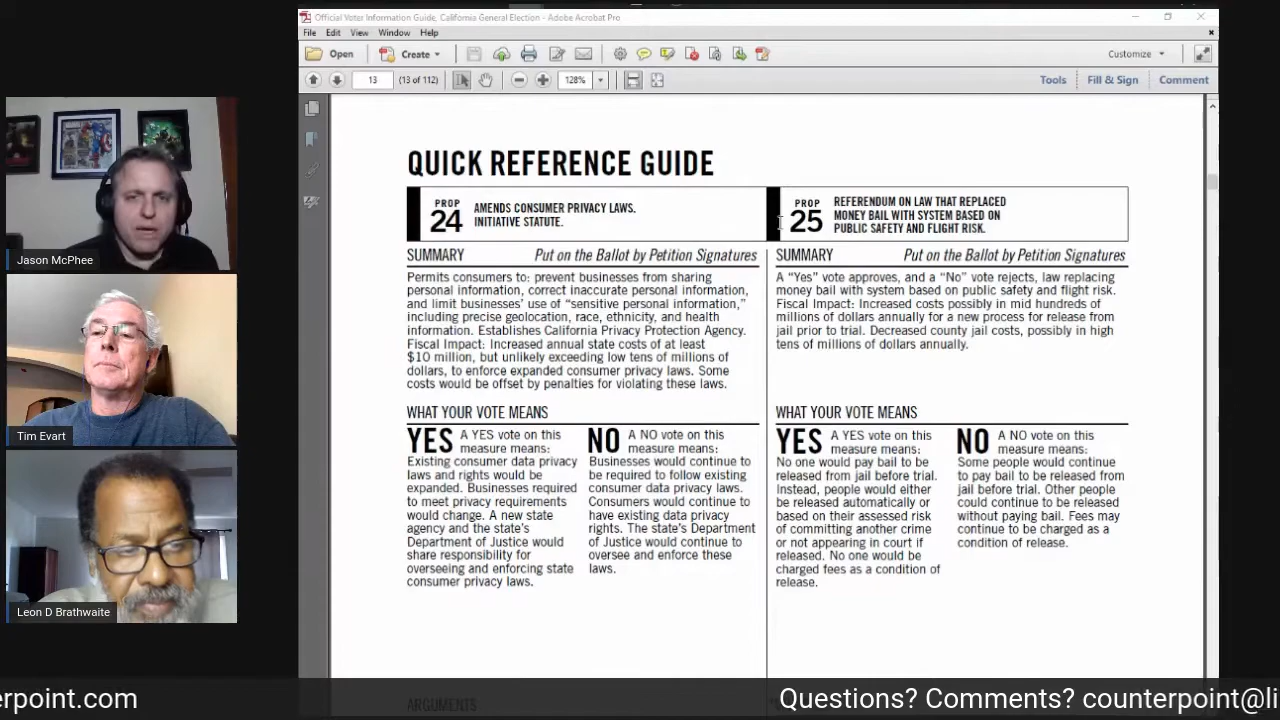 Official Voter Information Guide, California General Election - Adobe Acrobat Pro
File Edit View Window Help
Open Create Customize
13 (13 of 112) 128% Tools Fill & Sign Comment
QUICK REFERENCE GUIDE
PROP
24
AMENDS CONSUMER PRIVACY LAWS.
INITIATIVE STATUTE.
SUMMARY Put on the Ballot by Petition Signatures
Permits consumers to: prevent businesses from sharing
personal information, correct inaccurate personal information,
and limit businesses' use of “sensitive personal information,”
including precise geolocation, race, ethnicity, and health
information. Establishes California Privacy Protection Agency.
Fiscal Impact: Increased annual state costs of at least
$10 million, but unlikely exceeding low tens of millions of
dollars, to enforce expanded consumer privacy laws. Some
costs would be offset by penalties for violating these laws.
WHAT YOUR VOTE MEANS
YES A YES vote on this
measure means:
Existing consumer data privacy
laws and rights would be
expanded. Businesses required
to meet privacy requirements
would change. A new state
agency and the state's
Department of Justice would
share responsibility for
overseeing and enforcing state
consumer privacy laws.
NO A NO vote on this
measure means:
Businesses would continue to
be required to follow existing
consumer data privacy laws.
Consumers would continue to
have existing data privacy
rights. The state's Department
of Justice would continue to
oversee and enforce these
laws.
PROP
25
REFERENDUM ON LAW THAT REPLACED
MONEY BAIL WITH SYSTEM BASED ON
PUBLIC SAFETY AND FLIGHT RISK.
SUMMARY Put on the Ballot by Petition Signatures
A “Yes” vote approves, and a “No” vote rejects, law replacing
money bail with system based on public safety and flight risk.
Fiscal Impact: Increased costs possibly in mid hundreds of
millions of dollars annually for a new process for release from
jail prior to trial. Decreased county jail costs, possibly in high
tens of millions of dollars annually.
WHAT YOUR VOTE MEANS
YES A YES vote on this
measure means:
No one would pay bail to be
released from jail before trial.
Instead, people would either
be released automatically or
based on their assessed risk
of committing another crime
or not appearing in court if
released. No one would be
charged fees as a condition of
release.
NO A NO vote on this
measure means:
Some people would continue
to pay bail to be released from
jail before trial. Other people
could continue to be released
without paying bail. Fees may
continue to be charged as a
condition of release.
ARGUMENTS
Jason McPhee
Tim Evart
Leon D Brathwaite
erpoint.com
Questions? Comments? counterpoint@li